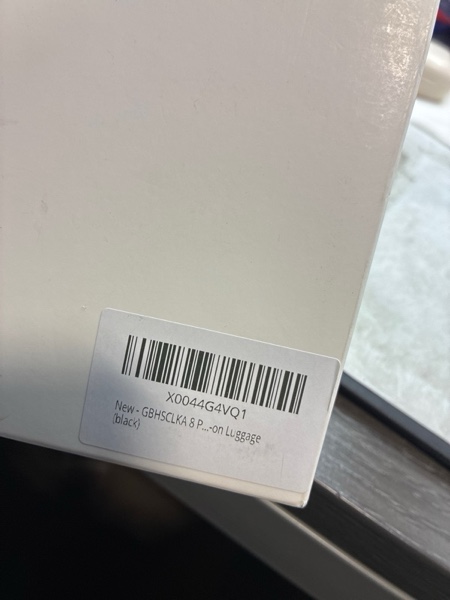 X0044G4VQ1
New - GBHSCLKA 8 P...-on Luggage
(black)